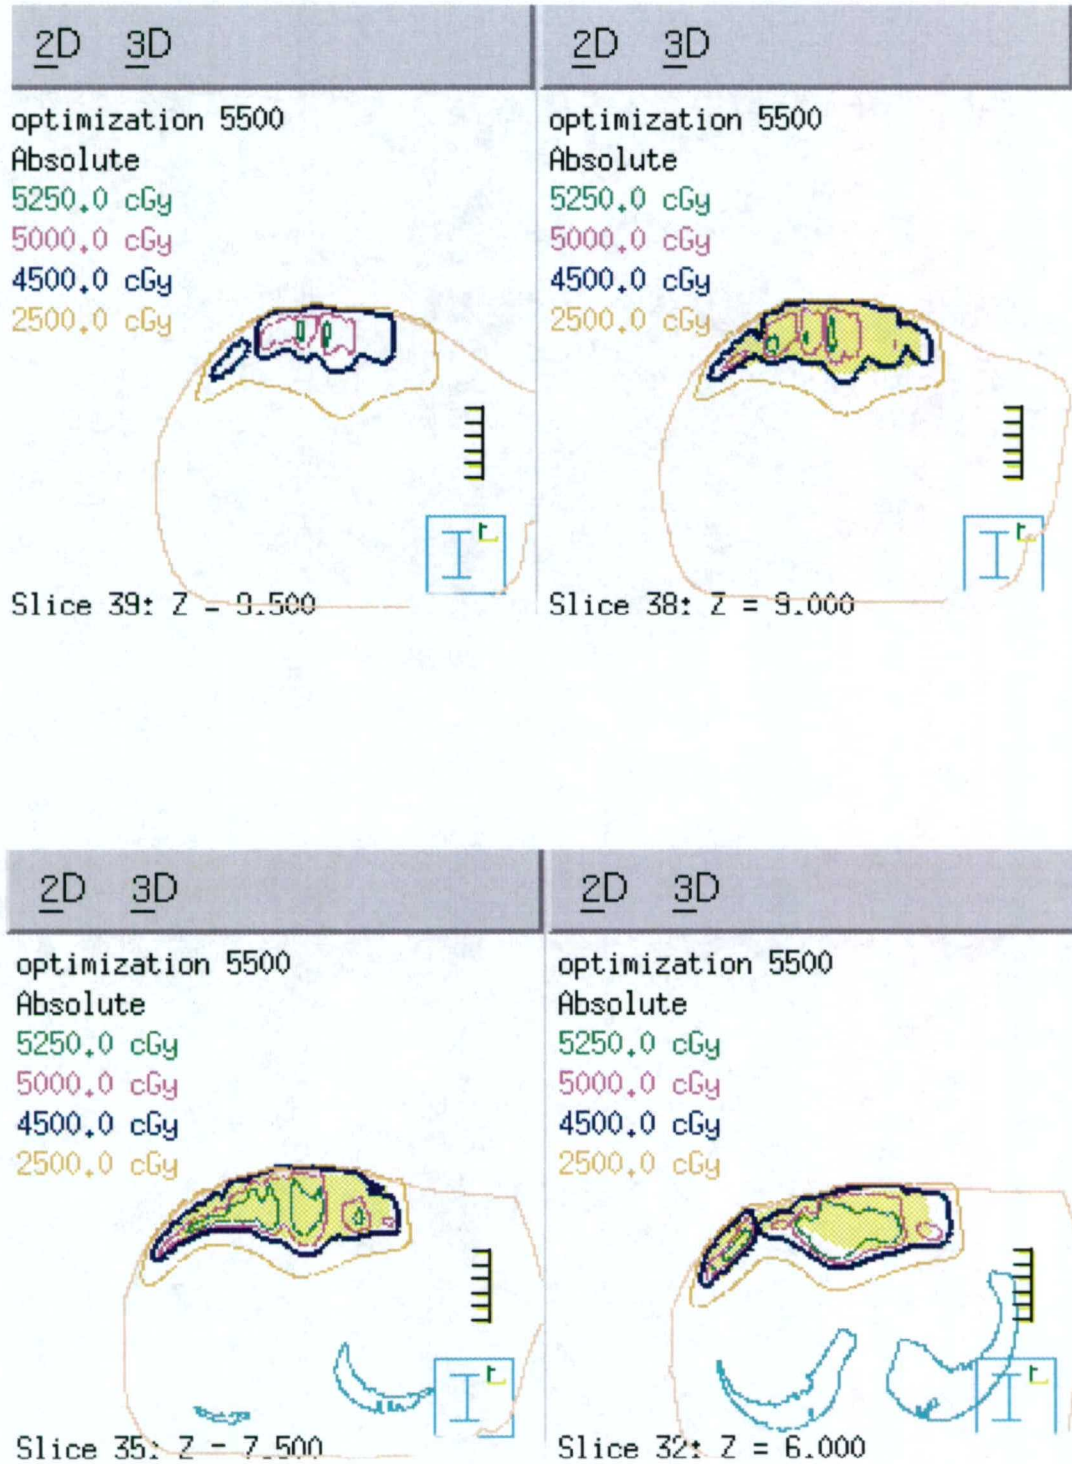 2D 3D
optimization 5500
Absolute
5250.0 cGy
5000.0 cGy
4500.0 cGy
2500.0 cGy
Slice 39: Z = 9.500
2D 3D
optimization 5500
Absolute
5250.0 cGy
5000.0 cGy
4500.0 cGy
2500.0 cGy
Slice 38: Z = 9.000
2D 3D
optimization 5500
Absolute
5250.0 cGy
5000.0 cGy
4500.0 cGy
2500.0 cGy
Slice 35: Z = 7.500
2D 3D
optimization 5500
Absolute
5250.0 cGy
5000.0 cGy
4500.0 cGy
2500.0 cGy
Slice 32: Z = 6.000